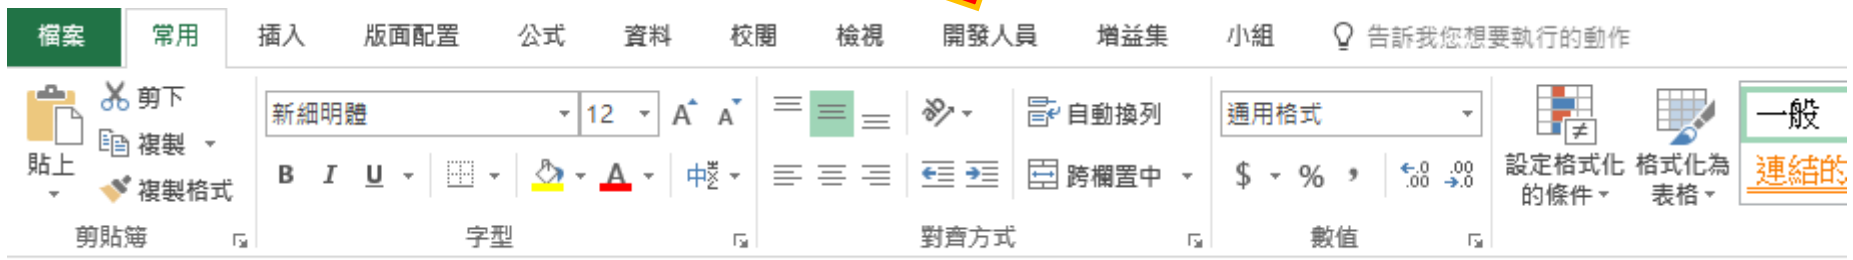 檔案 常用 插入 版面配置 公式 資料 校閱 檢視 開發人員 增益集 小組 告訴我您想要執行的動作
剪下
複製
複製格式
貼上
剪貼簿
新細明體 12 A A
B I U A 中
字型
自動換列
跨欄置中
對齊方式
通用格式
$ % , .0 .00 .00 .0
數值
設定格式化
的條件
格式化為
表格
一般
連結的